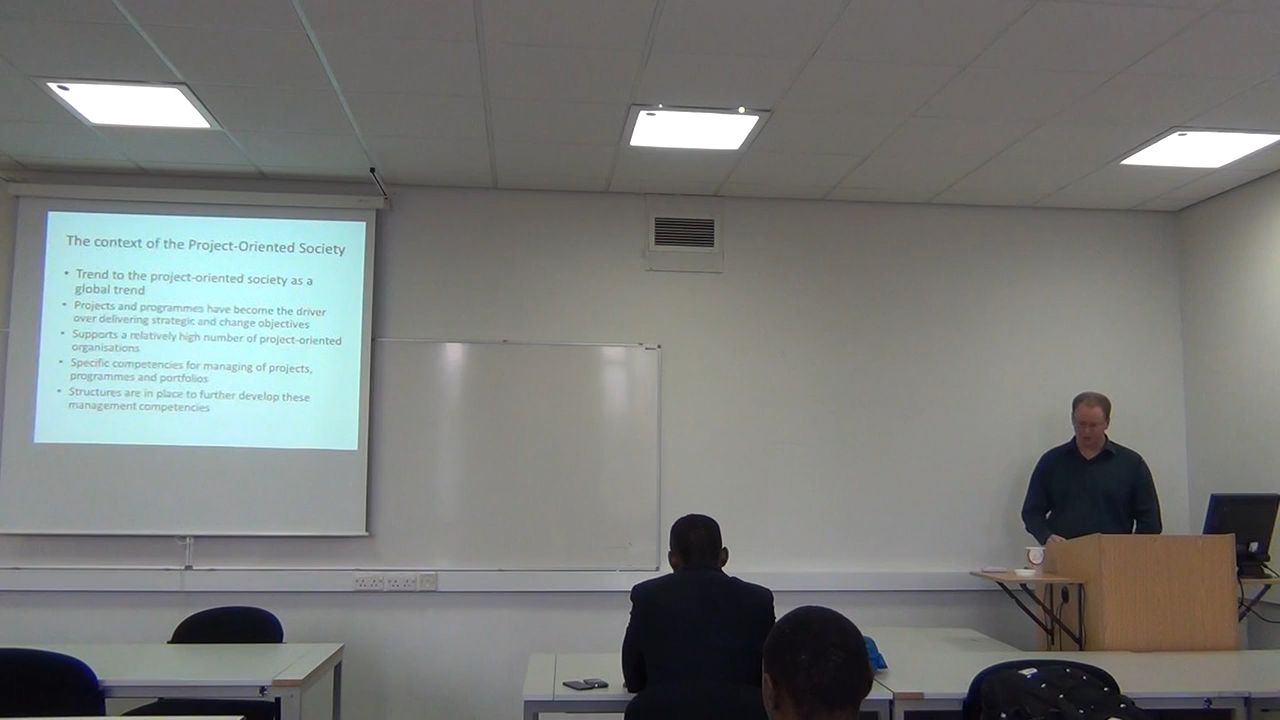 The context of the Project-Oriented Society
• Trend to the project-oriented society as a
global trend
• Projects and programmes have become the driver
over delivering strategic and change objectives
• Supports a relatively high number of project-oriented
organisations
• Specific competencies for managing of projects,
programmes and portfolios
• Structures are in place to further develop these
management competencies